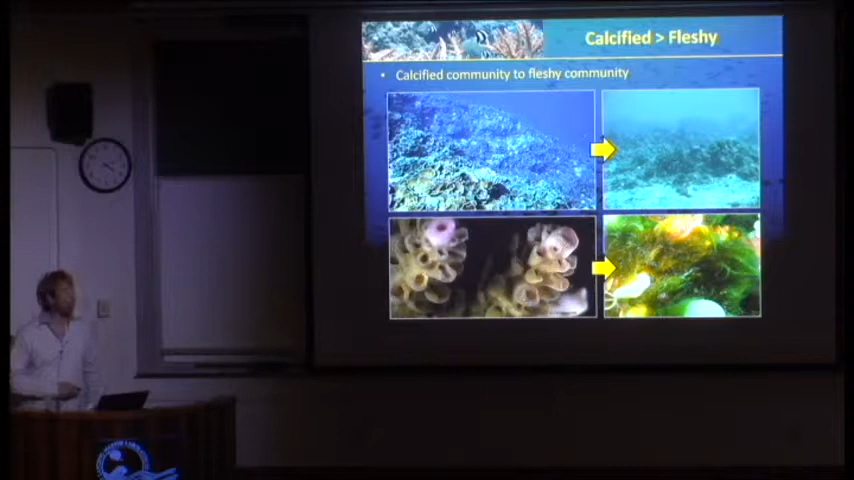 Calcified > Fleshy
• Calcified community to fleshy community